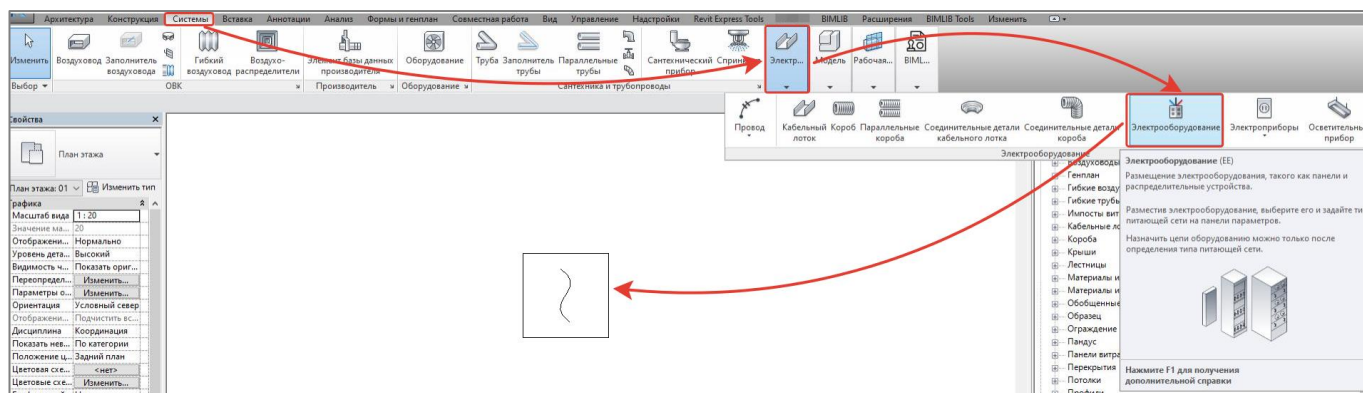 Архитектура Конструкция Системы Вставка Аннотации Анализ Формы и генплан Совместная работа Вид Управление Надстройки Revit Express Tools BIMLIB Расширения BIMLIB Tools Изменить
Изменить Воздуховод Заполнитель воздуховода Гибкий воздуховод Воздухо-распределители Элемент базы данных производителя Оборудование Труба Заполнитель трубы Параллельные трубы Сантехнический прибор Электр... Модель Рабочая... BIML...
Выбор ОВК Производитель Оборудование Сантехника и трубопроводы
Провод Кабельный лоток Короб Параллельные короба Соединительные детали кабельного лотка Соединительные детали короба Электрооборудование Электроприборы прибор
Электрооборудование
Свойства
План этажа
План этажа: 01 Изменить тип
Графика
Масштаб вида 1 : 20
Значение ма... 20
Отображени... Нормально
Уровень дета... Высокий
Видимость ч... Показать ориг...
Переопредел... Изменить...
Параметры о... Изменить...
Ориентация Условный север
Отображени... Подчистить вс...
Дисциплина Координация
Показать нев... По категории
Положение ц... Задний план
Цветовая схе... <нет>
Цветовые схе... Изменить...
Воздуховоды
Генплан
Гибкие возду
Гибкие трубы
Импосты вит
Кабельные ло
Короба
Крыши
Лестницы
Материалы и
Материалы и
Обобщенные
Образец
Ограждение
Пандус
Панели витра
Перекрытия
Потолки
Профили
Электрооборудование (EE)
Размещение электрооборудования, такого как панели и
распределительные устройства.
Разместив электрооборудование, выберите его и задайте ти
питающей сети на панели параметров.
Назначить цепи оборудованию можно только после
определения типа питающей сети.
Нажмите F1 для получения
дополнительной справки